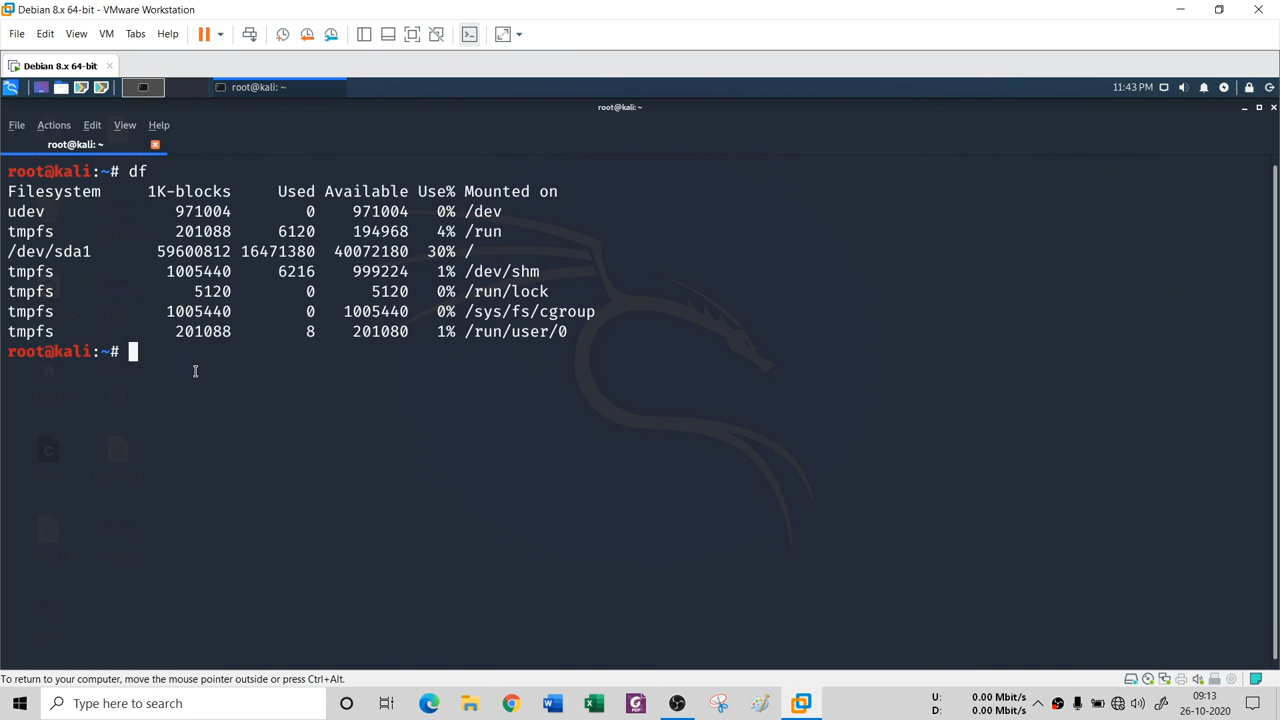 Debian 8.x 64-bit - VMware Workstation
File Edit View VM Tabs Help
Debian 8.x 64-bit
root@kali: ~ 11:43 PM
root@kali: ~
File Actions Edit View Help
root@kali: ~
root@kali:~# df
Filesystem 1K-blocks Used Available Use% Mounted on
udev 971004 0 971004 0% /dev
tmpfs 201088 6120 194968 4% /run
/dev/sda1 59600812 16471380 40072180 30% /
tmpfs 1005440 6216 999224 1% /dev/shm
tmpfs 5120 0 5120 0% /run/lock
tmpfs 1005440 0 1005440 0% /sys/fs/cgroup
tmpfs 201088 8 201080 1% /run/user/0
root@kali:~#
To return to your computer, move the mouse pointer outside or press Ctrl+Alt.
Type here to search
U: 0.00 Mbit/s
D: 0.00 Mbit/s
09:13
26-10-2020